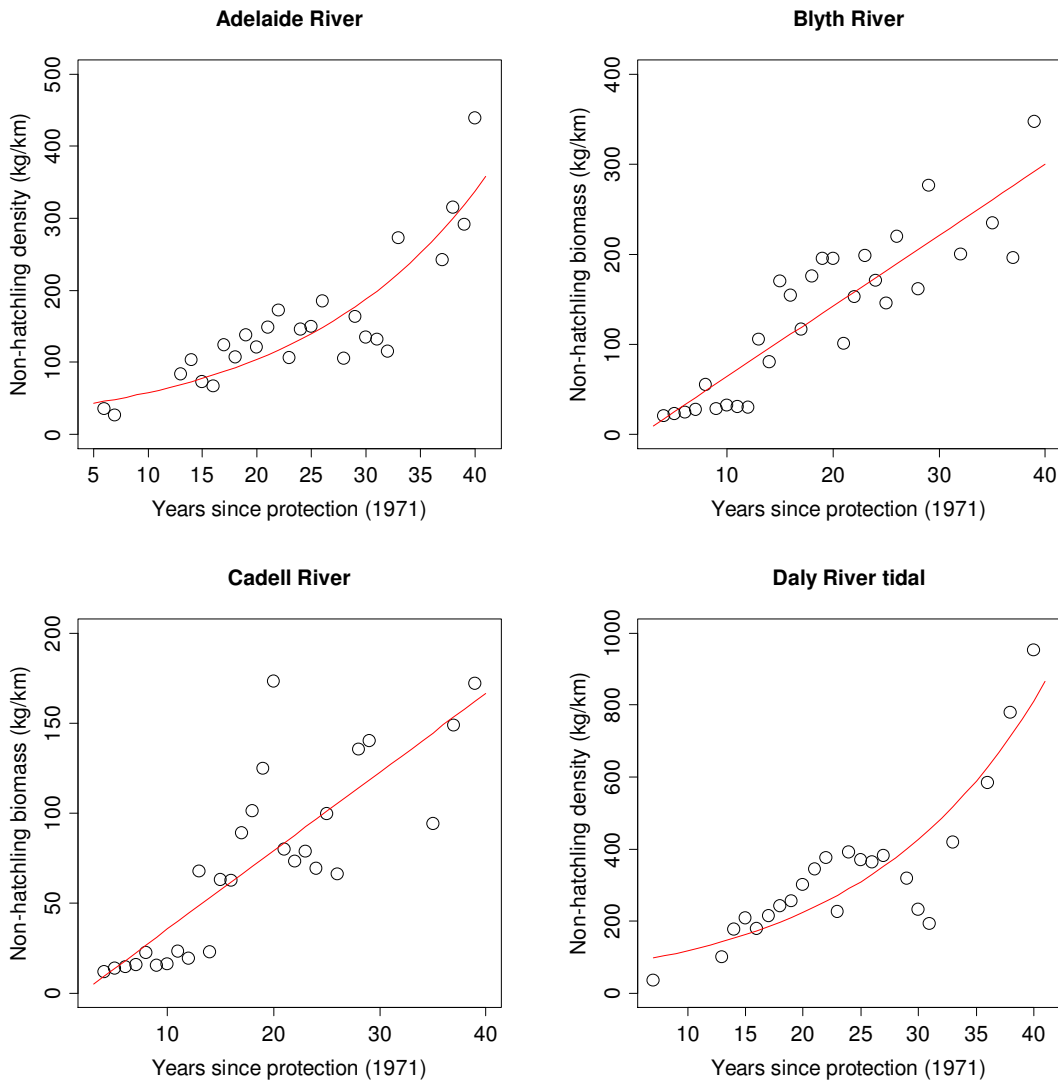 Adelaide River
Non-hatchling density (kg/km)
0 100 200 300 400 500
5 10 15 20 25 30 35 40
Years since protection (1971)
Blyth River
Non-hatchling biomass (kg/km)
0 100 200 300 400
10 20 30 40
Years since protection (1971)
Cadell River
Non-hatchling biomass (kg/km)
0 50 100 150 200
10 20 30 40
Years since protection (1971)
Daly River tidal
Non-hatchling density (kg/km)
0 200 400 600 800 1000
10 15 20 25 30 35 40
Years since protection (1971)